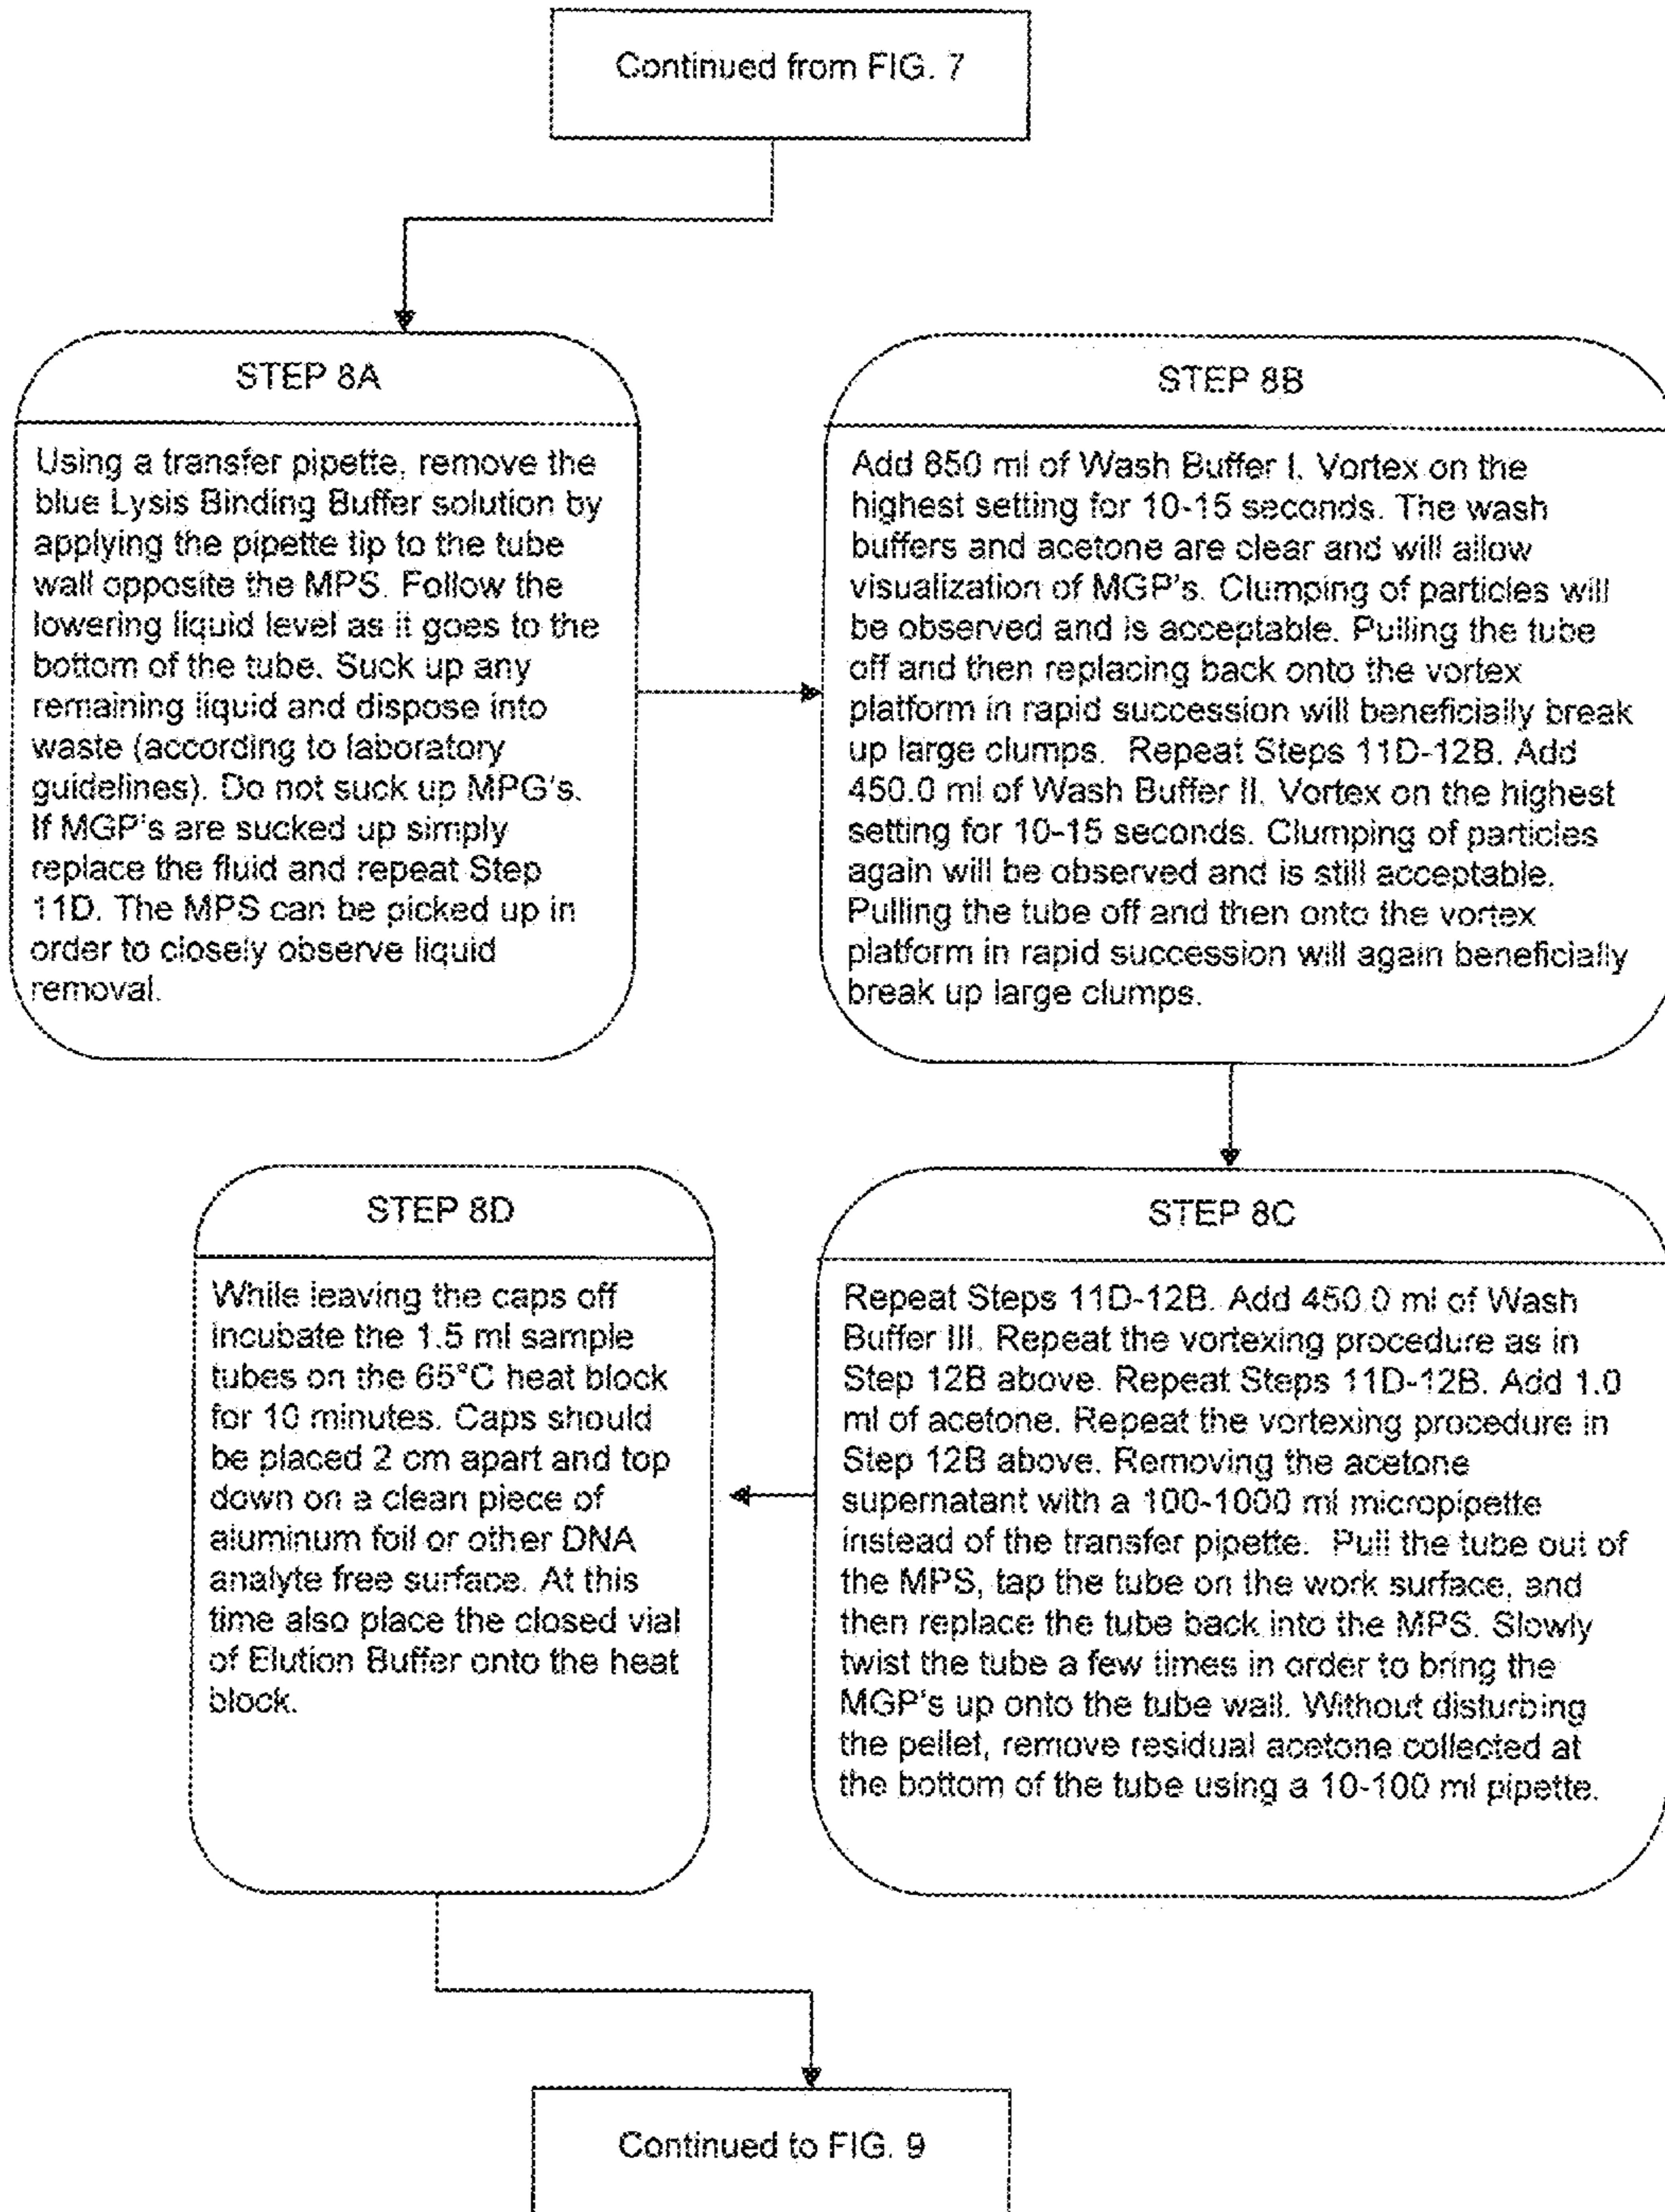 Continued from FIG. 7
STEP 8A
Using a transfer pipette, remove the
blue Lysis Binding Buffer solution by
applying the pipette tip to the tube
wall opposite the MPS. Follow the
lowering liquid level as it goes to the
bottom of the tube. Suck up any
remaining liquid and dispose into
waste (according to laboratory
guidelines). Do not suck up MPG's.
If MGP's are sucked up simply
replace the fluid and repeat Step
11D. The MPS can be picked up in
order to closely observe liquid
removal.
STEP 8B
Add 850 ml of Wash Buffer I. Vortex on the
highest setting for 10-15 seconds. The wash
buffers and acetone are clear and will allow
visualization of MGP's. Clumping of particles will
be observed and is acceptable. Pulling the tube
off and then replacing back onto the vortex
platform in rapid succession will beneficially break
up large clumps. Repeat Steps 11D-12B. Add
450.0 ml of Wash Buffer II. Vortex on the highest
setting for 10-15 seconds. Clumping of particles
again will be observed and is still acceptable.
Pulling the tube off and then onto the vortex
platform in rapid succession will again beneficially
break up large clumps.
STEP 8C
Repeat Steps 11D-12B. Add 450.0 ml of Wash
Buffer III. Repeat the vortexing procedure as in
Step 12B above. Repeat Steps 11D-12B. Add 1.0
ml of acetone. Repeat the vortexing procedure in
Step 12B above. Removing the acetone
supernatant with a 100-1000 ml micropipette
instead of the transfer pipette. Pull the tube out of
the MPS, tap the tube on the work surface, and
then replace the tube back into the MPS. Slowly
twist the tube a few times in order to bring the
MGP's up onto the tube wall. Without disturbing
the pellet, remove residual acetone collected at
the bottom of the tube using a 10-100 ml pipette.
STEP 8D
While leaving the caps off
incubate the 1.5 ml sample
tubes on the 65°C heat block
for 10 minutes. Caps should
be placed 2 cm apart and top
down on a clean piece of
aluminum foil or other DNA
analyte free surface. At this
time also place the closed vial
of Elution Buffer onto the heat
block.
Continued to FIG. 9